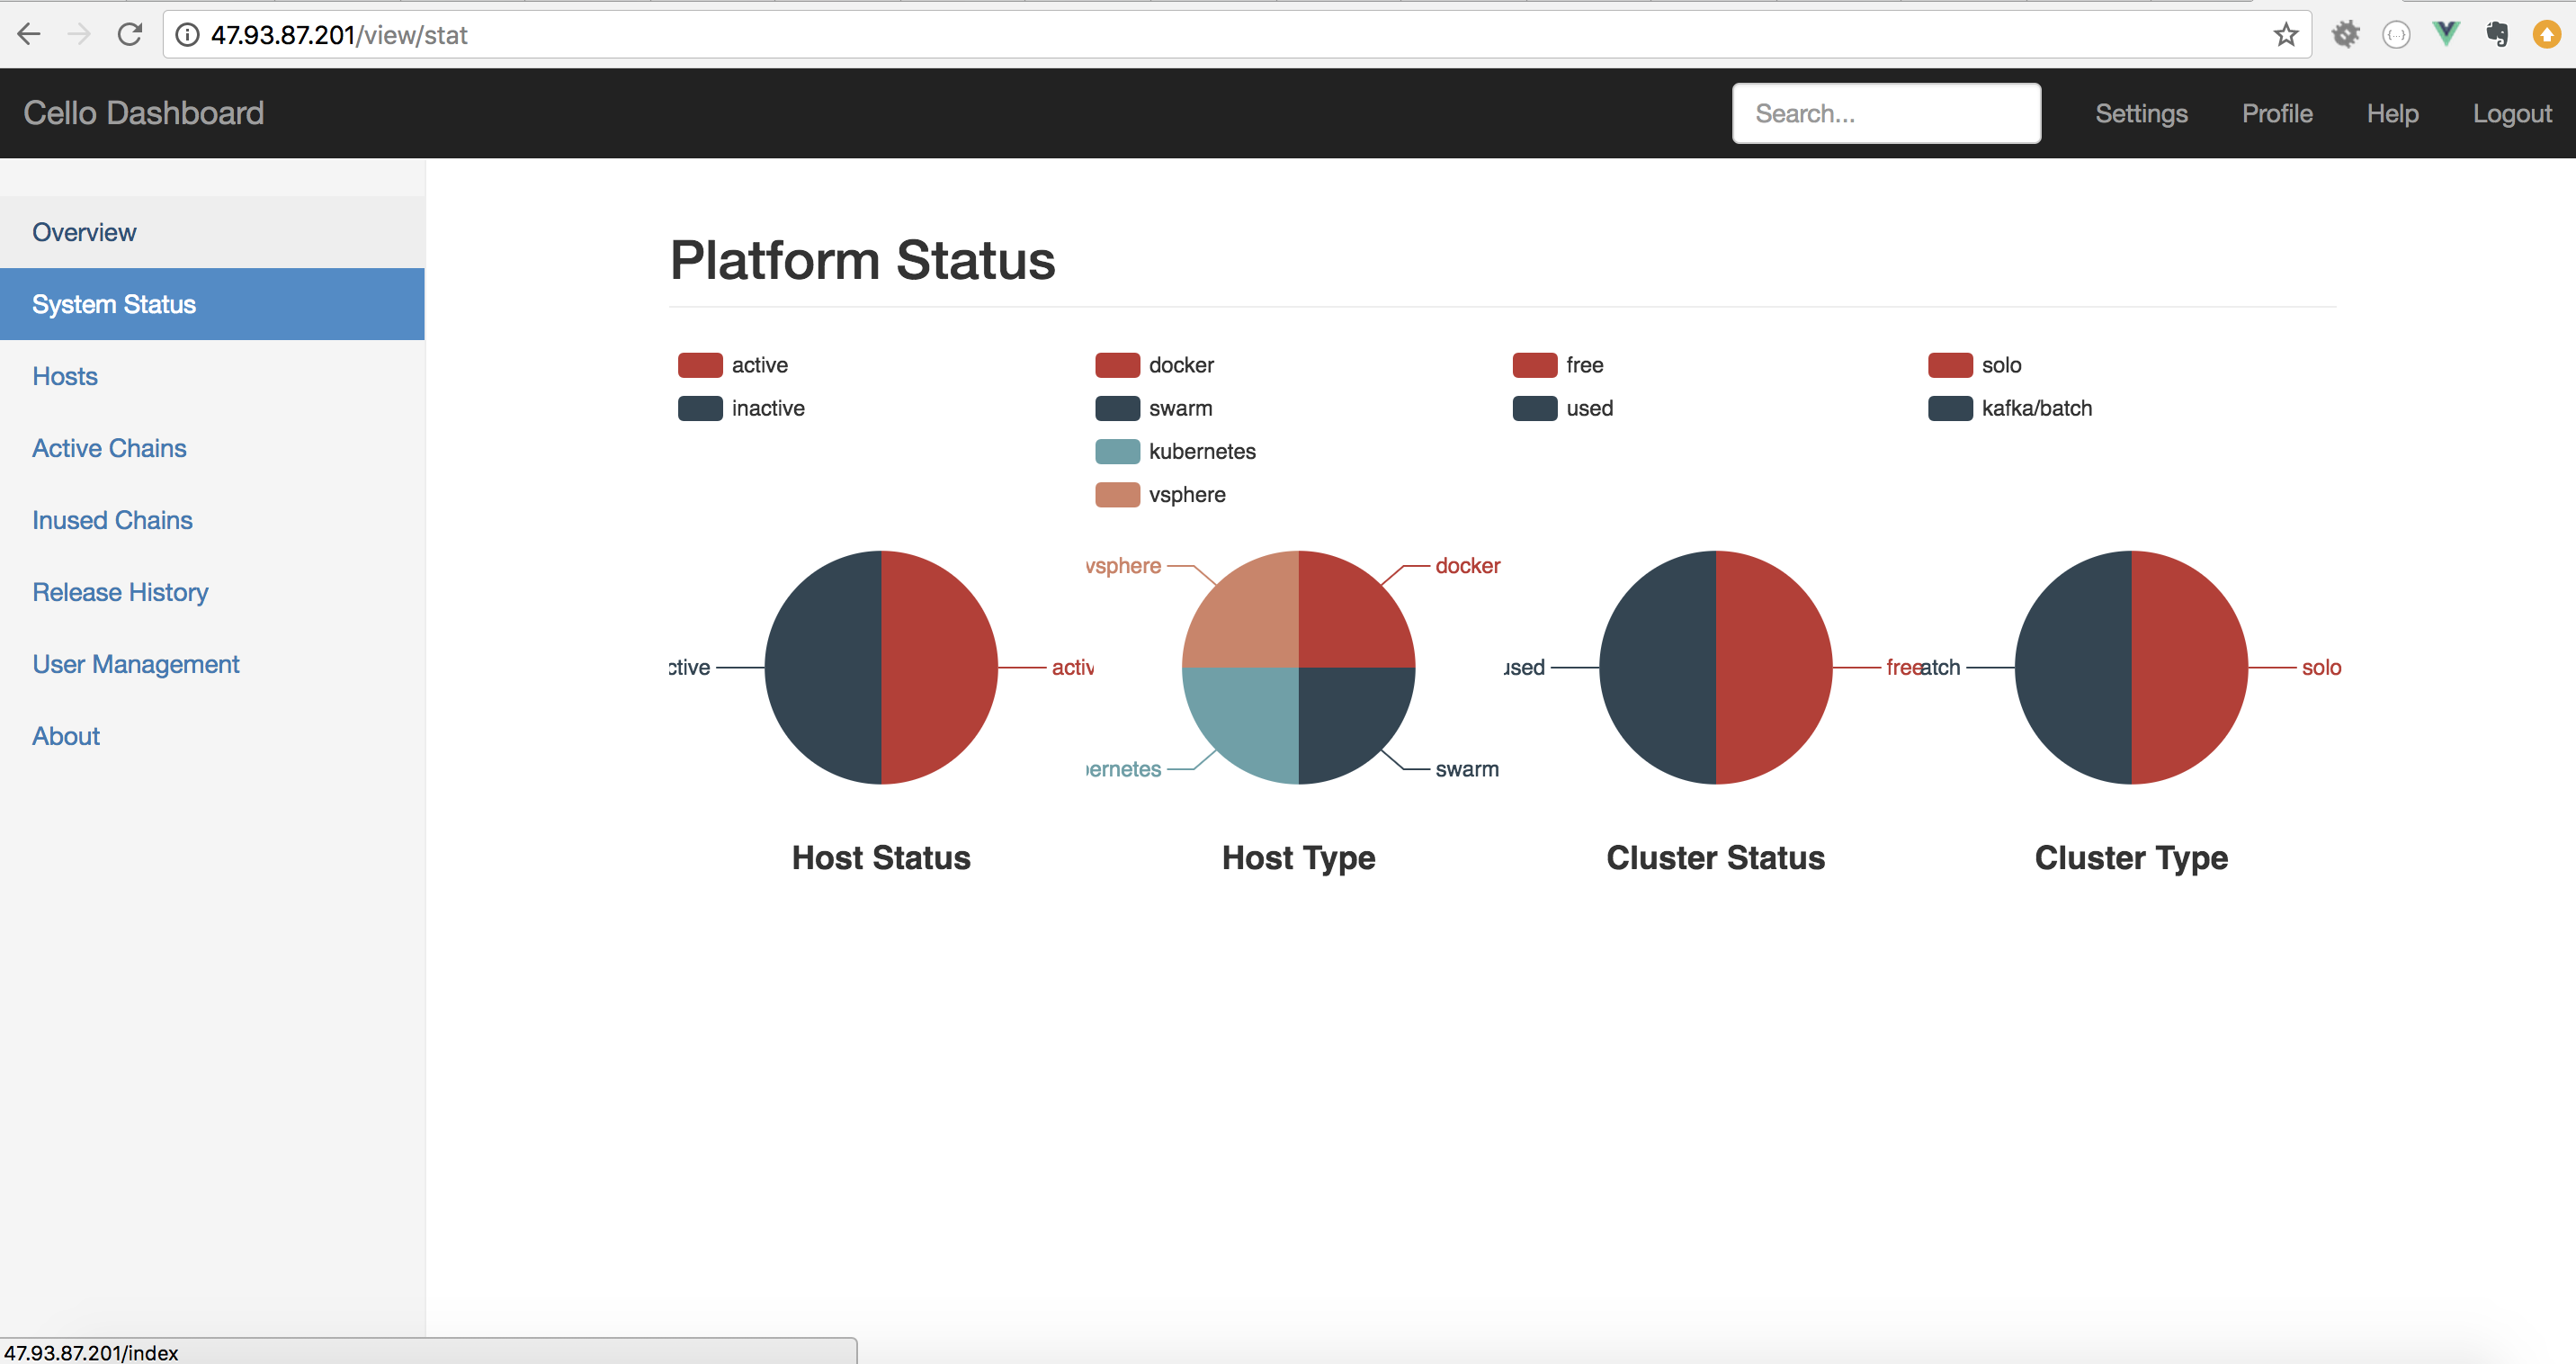 47.93.87.201/view/stat
Cello Dashboard
Search...
Settings
Profile
Help
Logout
Overview
System Status
Hosts
Active Chains
Inused Chains
Release History
User Management
About
Platform Status
active
inactive
docker
swarm
kubernetes
vsphere
free
used
solo
kafka/batch
ctive
activ
vsphere
docker
ernetes
swarm
used
free
atch
solo
Host Status
Host Type
Cluster Status
Cluster Type
47.93.87.201/index